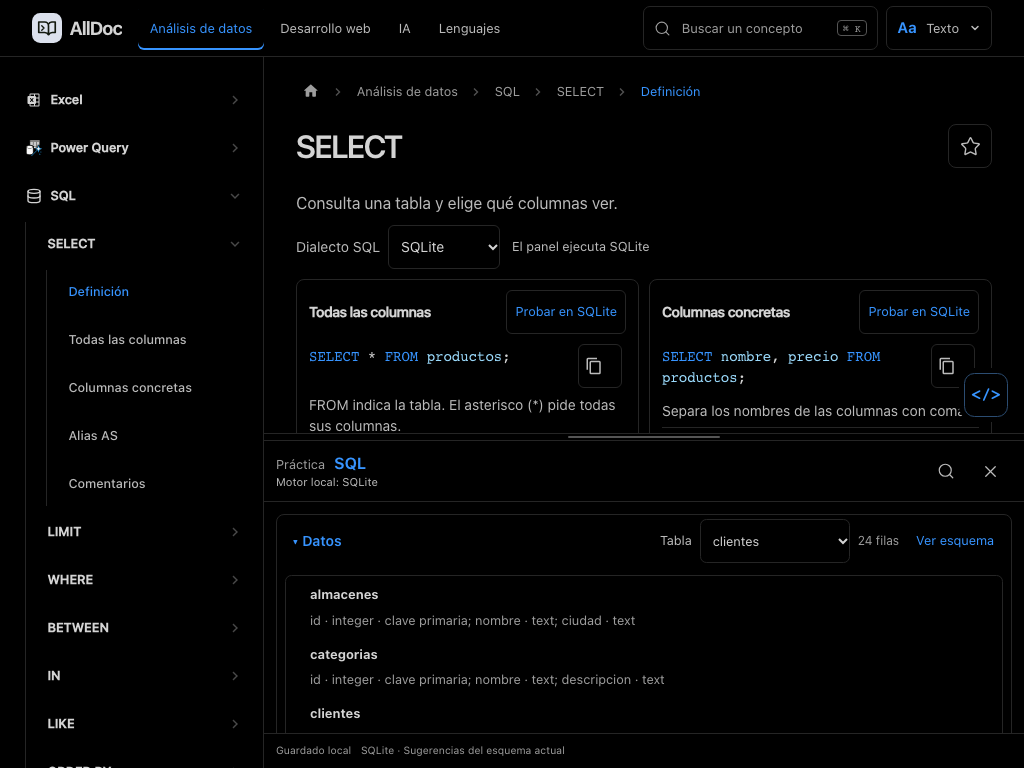 AllDoc
Análisis de datos
Desarrollo web
IA
Lenguajes
Buscar un concepto
⌘ K
Aa Texto
Excel
Power Query
SQL
SELECT
Definición
Todas las columnas
Columnas concretas
Alias AS
Comentarios
LIMIT
WHERE
BETWEEN
IN
LIKE
Análisis de datos > SQL > SELECT > Definición
SELECT
Consulta una tabla y elige qué columnas ver.
Dialecto SQL SQLite El panel ejecuta SQLite
Todas las columnas
Probar en SQLite
SELECT * FROM productos;
FROM indica la tabla. El asterisco (*) pide todas
sus columnas.
Columnas concretas
Probar en SQLite
SELECT nombre, precio FROM
productos;
Separa los nombres de las columnas con
</>
Práctica SQL
Motor local: SQLite
Datos
Tabla clientes 24 filas Ver esquema
almacenes
id · integer · clave primaria; nombre · text; ciudad · text
categorias
id · integer · clave primaria; nombre · text; descripcion · text
clientes
Guardado local SQLite · Sugerencias del esquema actual